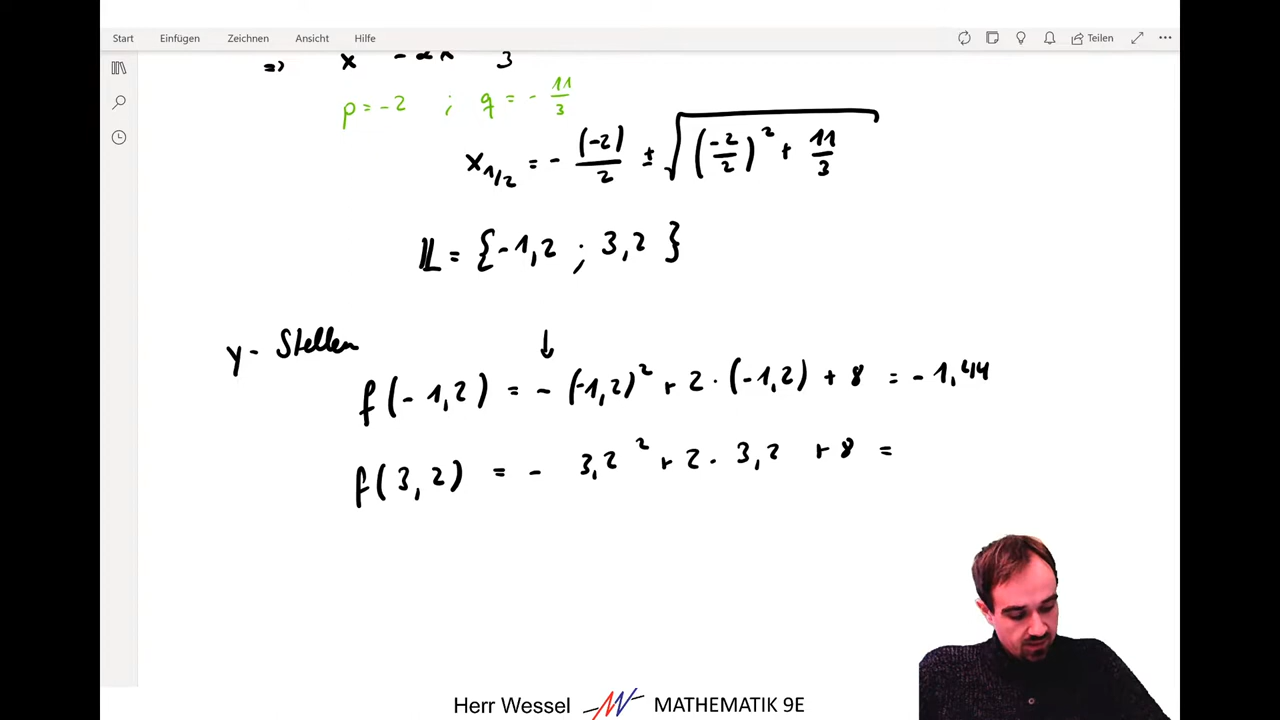 Start Einfügen Zeichnen Ansicht Hilfe Teilen
=> x 3
p = -2 ; q = - 11/3
x1/2 = - (-2)/2 ± √((-2/2)² + 11/3)
𝕃 = {-1,2 ; 3,2}
y- Stellen ↓
f(-1,2) = - (-1,2)² + 2 · (-1,2) + 8 = - 1,44
f(3,2) = - 3,2² + 2 · 3,2 + 8 =
Herr Wessel MATHEMATIK 9E